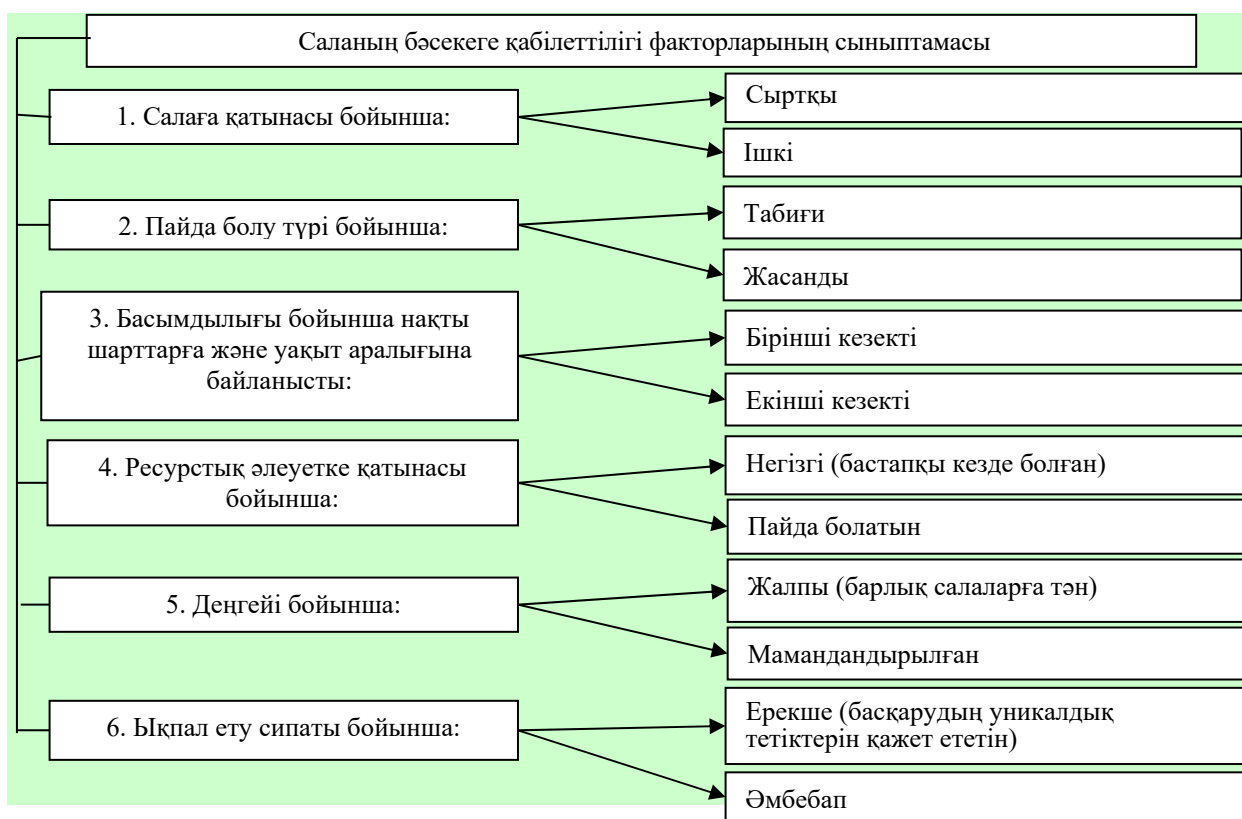 Саланың бәсекеге қабілеттілігі факторларының сыныптамасы
1. Салаға қатынасы бойынша:
Сыртқы
Ішкі
2. Пайда болу түрі бойынша:
Табиғи
Жасанды
3. Басымдылығы бойынша нақты
шарттарға және уақыт аралығына
байланысты:
Бірінші кезекті
Екінші кезекті
4. Ресурстық әлеуетке қатынасы
бойынша:
Негізгі (бастапқы кезде болған)
Пайда болатын
5. Деңгейі бойынша:
Жалпы (барлық салаларға тән)
Мамандандырылған
6. Ықпал ету сипаты бойынша:
Ерекше (басқарудың уникалдық
тетіктерін қажет ететін)
Әмбебап